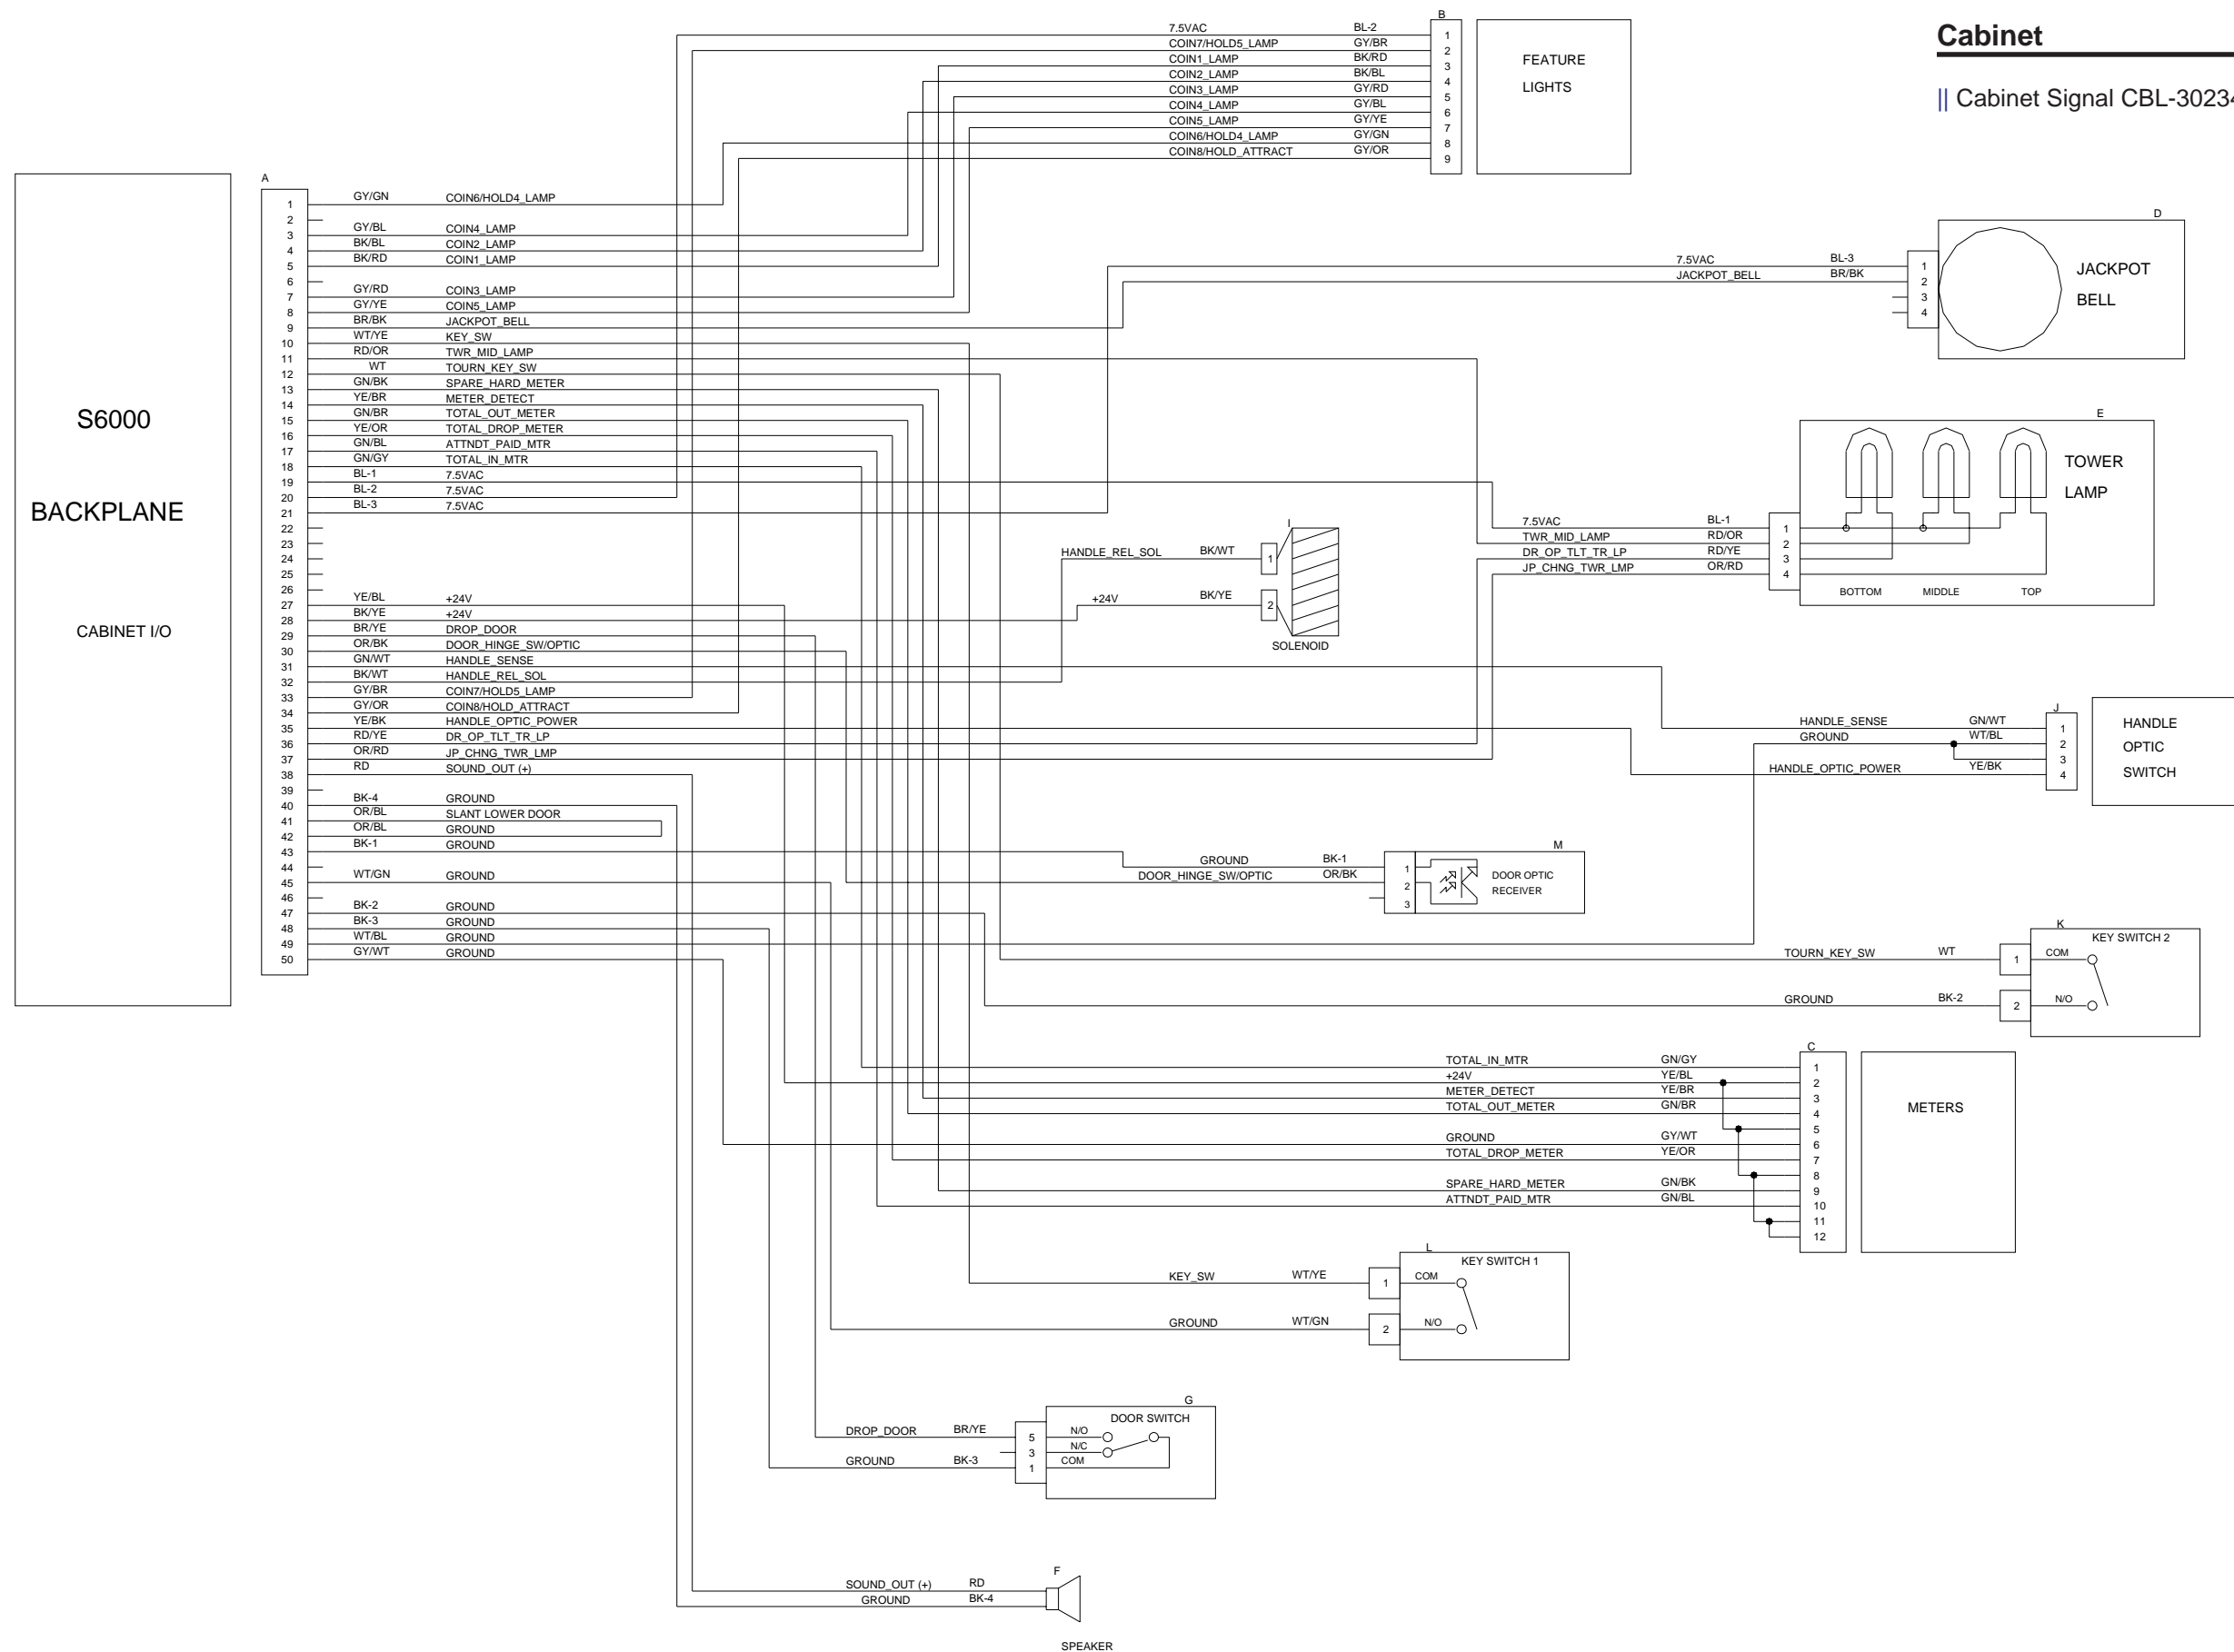 Cabinet
|| Cabinet Signal CBL-30234
B
7.5VAC BL-2 1
COIN7/HOLD5_LAMP GY/BR 2
COIN1_LAMP BK/RD 3
COIN2_LAMP BK/BL 4
COIN3_LAMP GY/RD 5
COIN4_LAMP GY/BL 6
COIN5_LAMP GY/YE 7
COIN6/HOLD4_LAMP GY/GN 8
COIN8/HOLD_ATTRACT GY/OR 9
FEATURE
LIGHTS
S6000
BACKPLANE
CABINET I/O
A
1 GY/GN COIN6/HOLD4_LAMP
2
3 GY/BL COIN4_LAMP
4 BK/BL COIN2_LAMP
5 BK/RD COIN1_LAMP
6
7 GY/RD COIN3_LAMP
8 GY/YE COIN5_LAMP
9 BR/BK JACKPOT_BELL
10 WT/YE KEY_SW
11 RD/OR TWR_MID_LAMP
12 WT TOURN_KEY_SW
13 GN/BK SPARE_HARD_METER
14 YE/BR METER_DETECT
15 GN/BR TOTAL_OUT_METER
16 YE/OR TOTAL_DROP_METER
17 GN/BL ATTNDT_PAID_MTR
18 GN/GY TOTAL_IN_MTR
19 BL-1 7.5VAC
20 BL-2 7.5VAC
21 BL-3 7.5VAC
22
23
24
25
26
27 YE/BL +24V
28 BK/YE +24V
29 BR/YE DROP_DOOR
30 OR/BK DOOR_HINGE_SW/OPTIC
31 GN/WT HANDLE_SENSE
32 BK/WT HANDLE_REL_SOL
33 GY/BR COIN7/HOLD5_LAMP
34 GY/OR COIN8/HOLD_ATTRACT
35 YE/BK HANDLE_OPTIC_POWER
36 RD/YE DR_OP_TLT_TR_LP
37 OR/RD JP_CHNG_TWR_LMP
38 RD SOUND_OUT (+)
39
40 BK-4 GROUND
41 OR/BL SLANT LOWER DOOR
42 OR/BL GROUND
43 BK-1 GROUND
44
45 WT/GN GROUND
46
47 BK-2 GROUND
48 BK-3 GROUND
49 WT/BL GROUND
50 GY/WT GROUND
D
7.5VAC BL-3 1
JACKPOT_BELL BR/BK 2
3
4
JACKPOT
BELL
E
TOWER
LAMP
7.5VAC BL-1 1
TWR_MID_LAMP RD/OR 2
DR_OP_TLT_TR_LP RD/YE 3
JP_CHNG_TWR_LMP OR/RD 4
BOTTOM MIDDLE TOP
I
HANDLE_REL_SOL BK/WT 1
+24V BK/YE 2
SOLENOID
J
HANDLE_SENSE GN/WT 1
GROUND WT/BL 2
3
HANDLE_OPTIC_POWER YE/BK 4
HANDLE
OPTIC
SWITCH
M
GROUND BK-1 1
DOOR_HINGE_SW/OPTIC OR/BK 2
3
DOOR OPTIC
RECEIVER
K
KEY SWITCH 2
TOURN_KEY_SW WT 1 COM
GROUND BK-2 2 N/O
C
TOTAL_IN_MTR GN/GY 1
+24V YE/BL 2
METER_DETECT YE/BR 3
TOTAL_OUT_METER GN/BR 4
5
GROUND GY/WT 6
TOTAL_DROP_METER YE/OR 7
8
SPARE_HARD_METER GN/BK 9
ATTNDT_PAID_MTR GN/BL 10
11
12
METERS
L
KEY SWITCH 1
KEY_SW WT/YE 1 COM
GROUND WT/GN 2 N/O
G
DOOR SWITCH
DROP_DOOR BR/YE 5 N/O
3 N/C
GROUND BK-3 1 COM
F
SOUND_OUT (+) RD
GROUND BK-4
SPEAKER